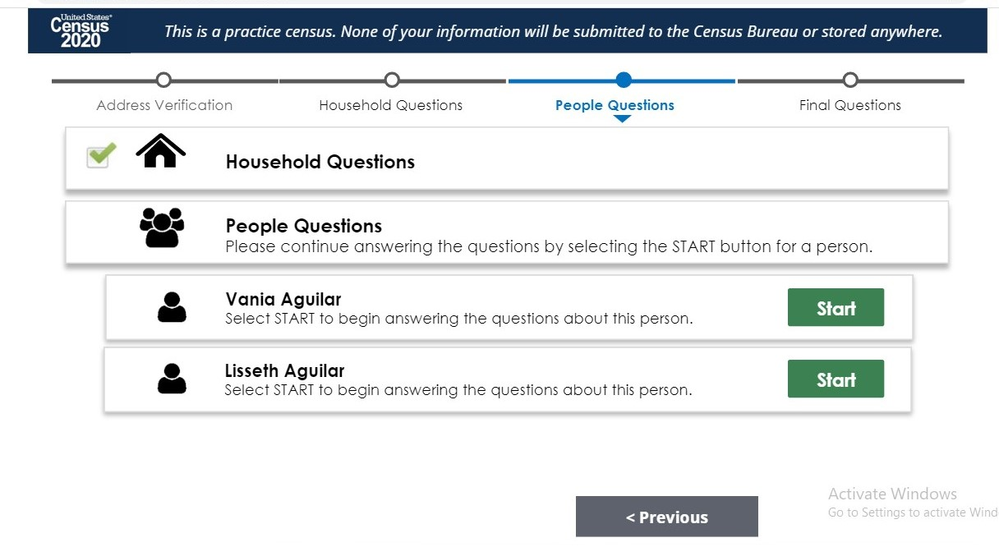 United States®
Census
2020
This is a practice census. None of your information will be submitted to the Census Bureau or stored anywhere.
Address Verification
Household Questions
People Questions
Final Questions
Household Questions
People Questions
Please continue answering the questions by selecting the START button for a person.
Vania Aguilar
Select START to begin answering the questions about this person.
Start
Lisseth Aguilar
Select START to begin answering the questions about this person.
Start
< Previous
Activate Windows
Go to Settings to activate Wind